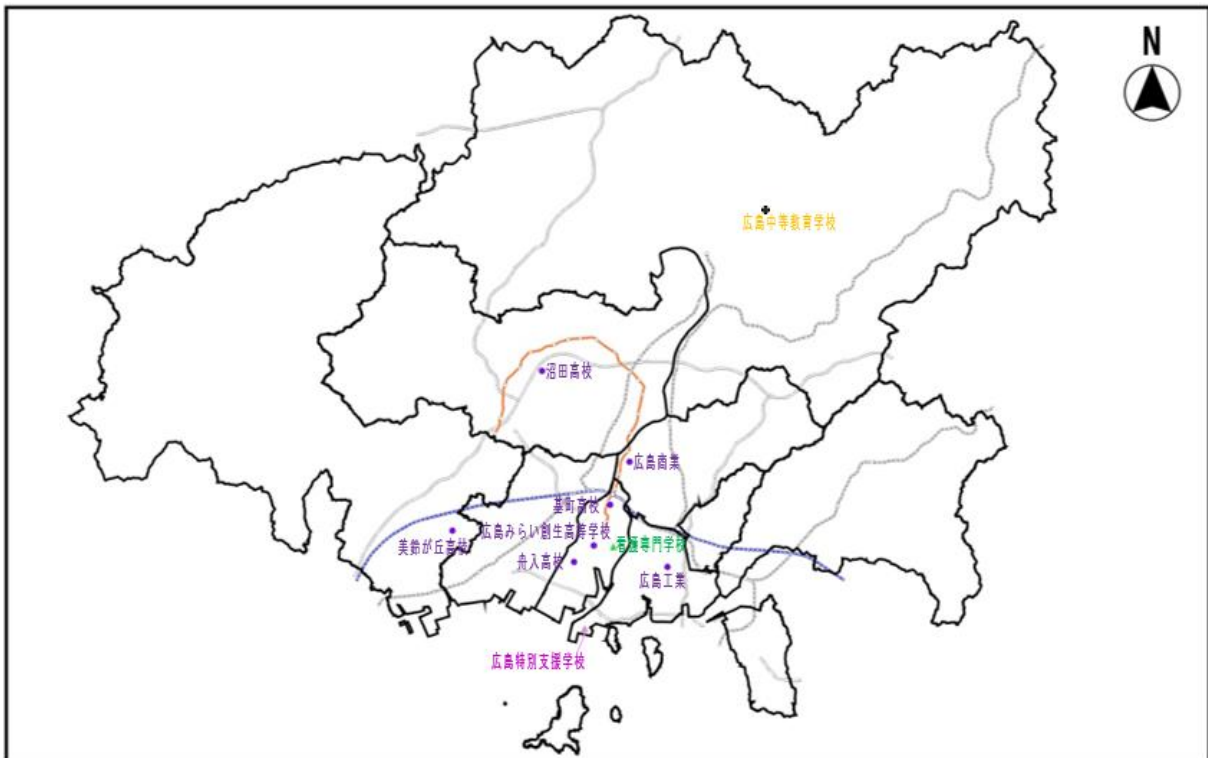 N
広島中等教育学校
沼田高校
広島商業
基町高校
広島みらい創生高等学校
看護専門学校
美鈴が丘高校
舟入高校
広島工業
広島特別支援学校